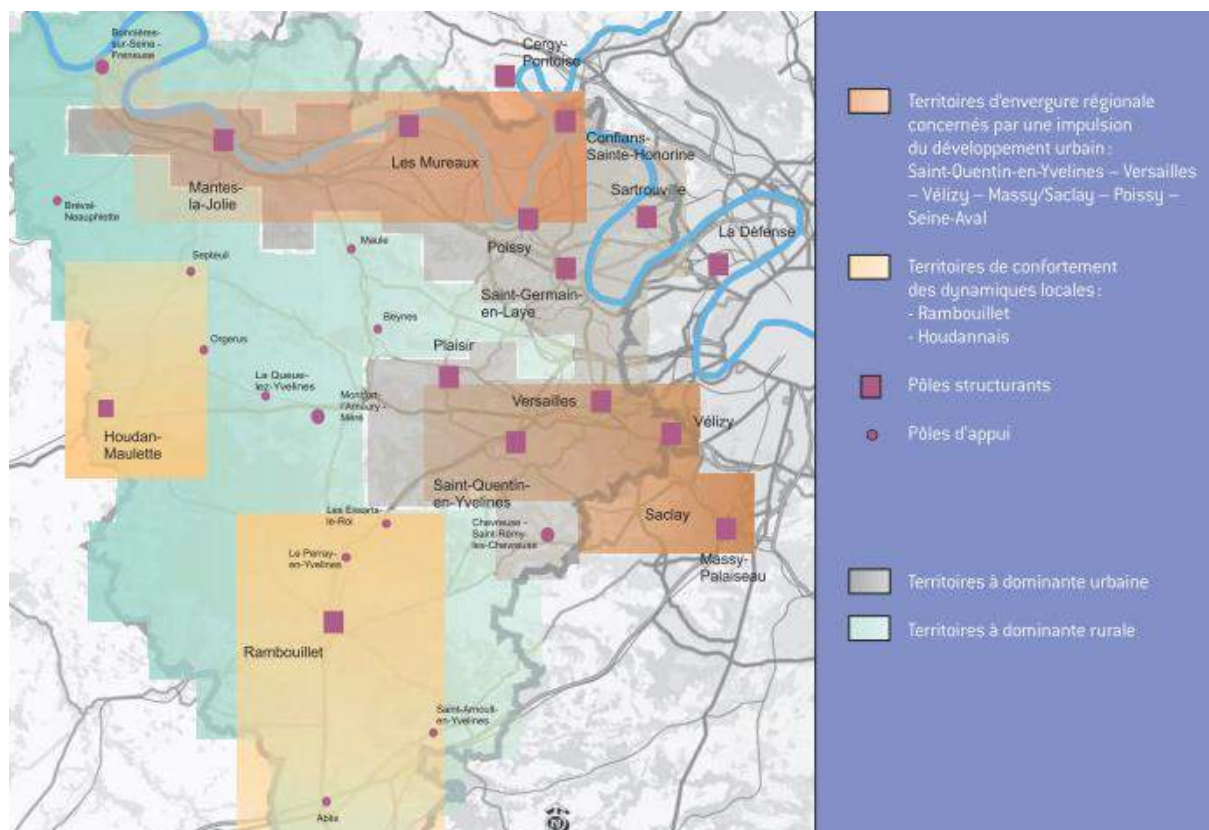 Bonnières-
sur-Seine -
Freneuse
Cergy-
Pontoise
Conflans-
Sainte-Honorine
Les Mureaux
Mantes-
la-Jolie
Sartrouville
Bréval-
Neauphlette
La Défense
Maule
Poissy
Septeuil
Saint-Germain
en-Laye
Beynes
Orgerus
Plaisir
La Queue-
lez-Yvelines
Montfort-
l'Amaury -
Méré
Versailles
Vélizy
Houdan-
Maulette
Saint-Quentin-
en-Yvelines
Les Essarts-
le-Roi
Saclay
Chevreuse -
Saint-Rémy-
lès-Chevreuse
Le Perray-
en-Yvelines
Massy-
Palaiseau
Rambouillet
Saint-Arnoult-
en-Yvelines
Ablis
Territoires d'envergure régionale
concernés par une impulsion
du développement urbain :
Saint-Quentin-en-Yvelines – Versailles
– Vélizy – Massy/Saclay – Poissy –
Seine-Aval
Territoires de confortement
des dynamiques locales :
- Rambouillet
- Houdannais
Pôles structurants
Pôles d'appui
Territoires à dominante urbaine
Territoires à dominante rurale